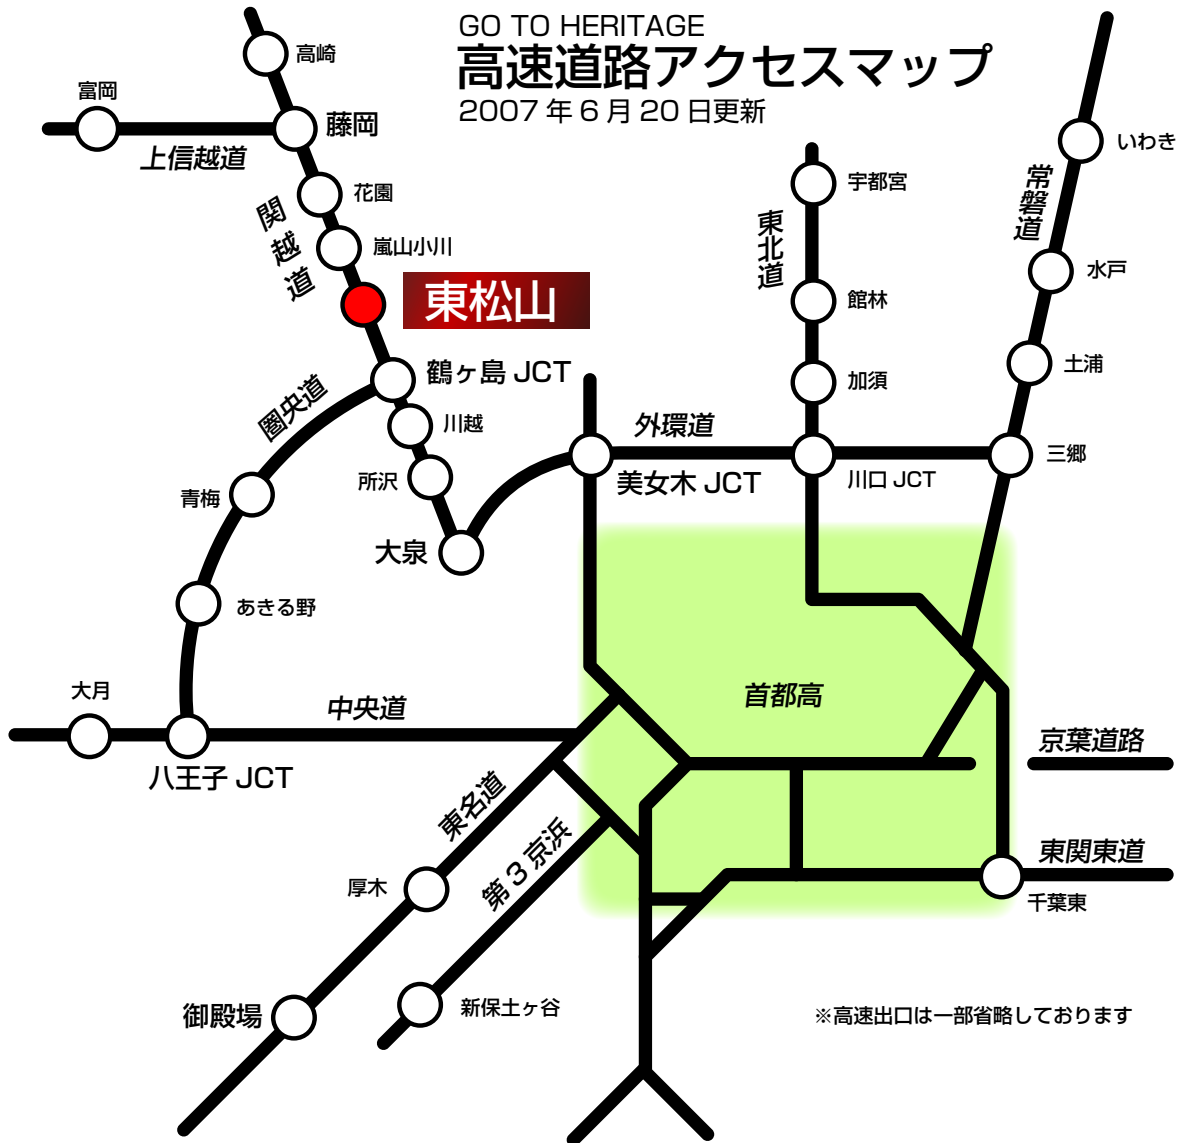 GO TO HERITAGE
高速道路アクセスマップ
2007 年 6 月 20 日更新
高崎
富岡
藤岡
上信越道
いわき
宇都宮
花園
常磐道
関越道
東北道
嵐山小川
水戸
東松山
館林
土浦
鶴ヶ島 JCT
加須
圏央道
川越
外環道
三郷
所沢
美女木 JCT
川口 JCT
青梅
大泉
あきる野
大月
中央道
首都高
京葉道路
八王子 JCT
東名道
第 3 京浜
東関東道
厚木
千葉東
御殿場
新保土ヶ谷
※高速出口は一部省略しております